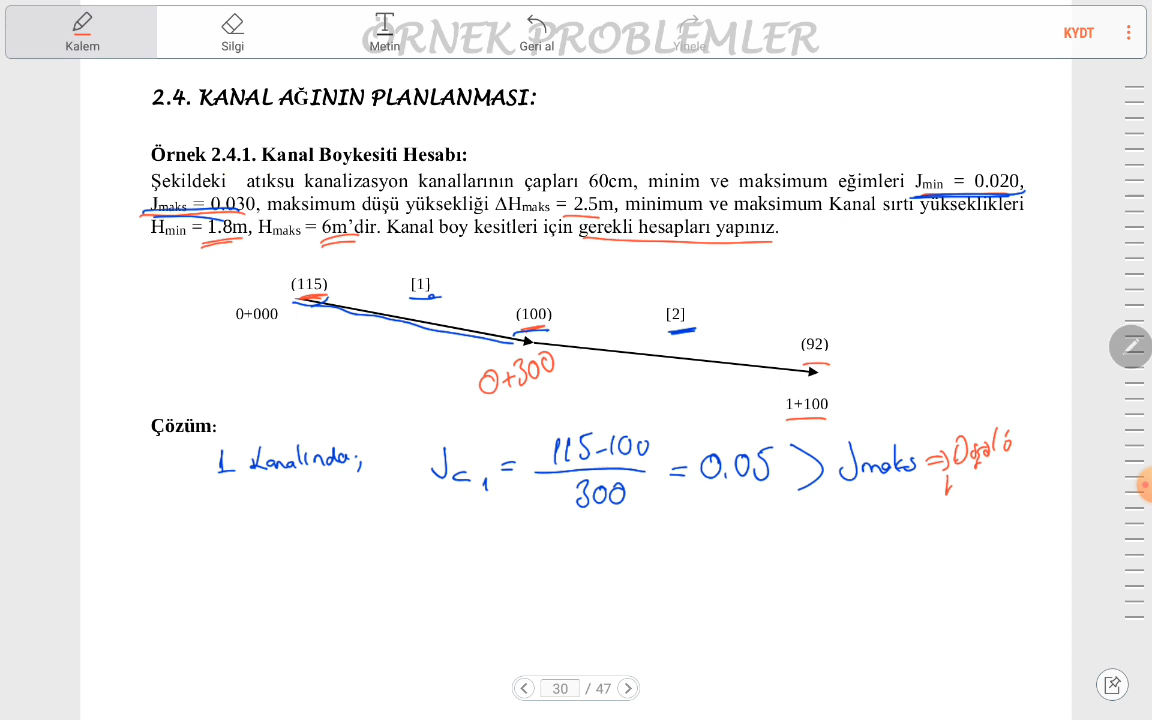 ÖRNEK PROBLEMLER
Kalem
Silgi
Metin
Geri al
Yinele
KYDT
2.4. KANAL AĞININ PLANLANMASI:
Örnek 2.4.1. Kanal Boykesiti Hesabı:
Şekildeki atıksu kanalizasyon kanallarının çapları 60cm, minim ve maksimum eğimleri Jmin = 0.020,
Jmaks = 0.030, maksimum düşü yüksekliği ΔHmaks = 2.5m, minimum ve maksimum Kanal sırtı yükseklikleri
Hmin = 1.8m, Hmaks = 6m'dir. Kanal boy kesitleri için gerekli hesapları yapınız.
(115)
[1]
0+000
(100)
[2]
(92)
0+300
1+100
Çözüm:
1 Kanalında;
Jç1 = 115-100 / 300 = 0.05 > Jmaks =>
30 / 47